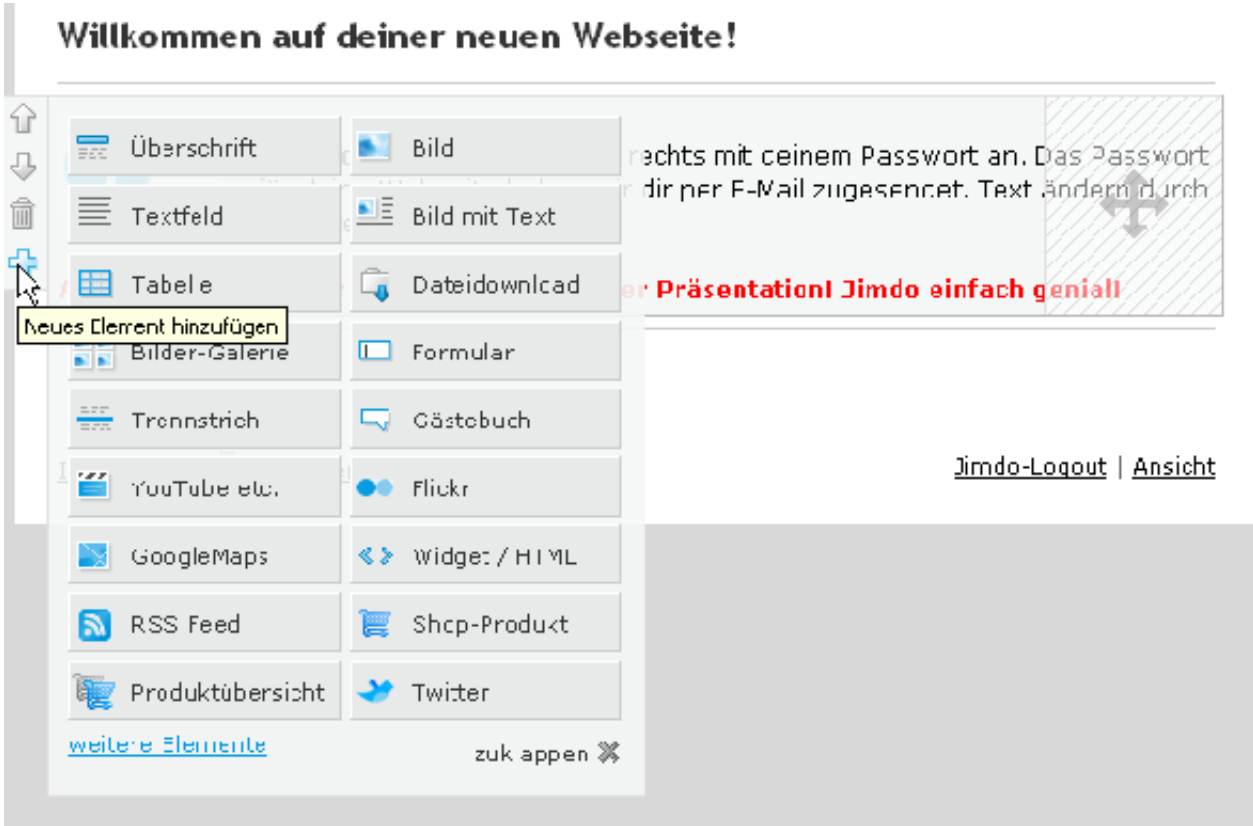 Willkommen auf deiner neuen Webseite!
Überschrift Bild
rechts mit deinem Passwort an. Das Passwort
dir per E-Mail zugesendet. Text ändern durch
Textfeld Bild mit Text
Tabelle Dateidownload
er Präsentation! Jimdo einfach genial!
Neues Element hinzufügen
Bilder-Galerie Formular
Trennstrich Gästebuch
YouTube etc. Flickr
Jimdo-Logout | Ansicht
GoogleMaps Widget / HTML
RSS Feed Shop-Produkt
Produktübersicht Twitter
weitere Elemente zuklappen